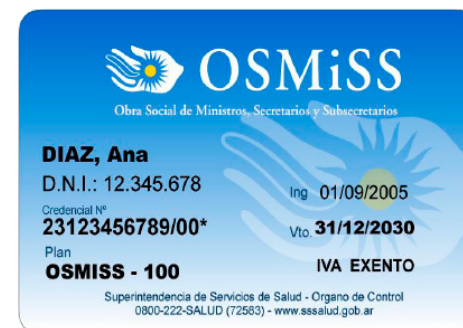 OSMiSS
Obra Social de Ministros, Secretarios y Subsecretarios
DIAZ, Ana
D.N.I.: 12.345.678
Ing 01/09/2005
Credencial Nº
23123456789/00*
Vto. 31/12/2030
Plan
OSMISS - 100
IVA EXENTO
Superintendencia de Servicios de Salud - Organo de Control
0800-222-SALUD (72583) - www.sssalud.gob.ar